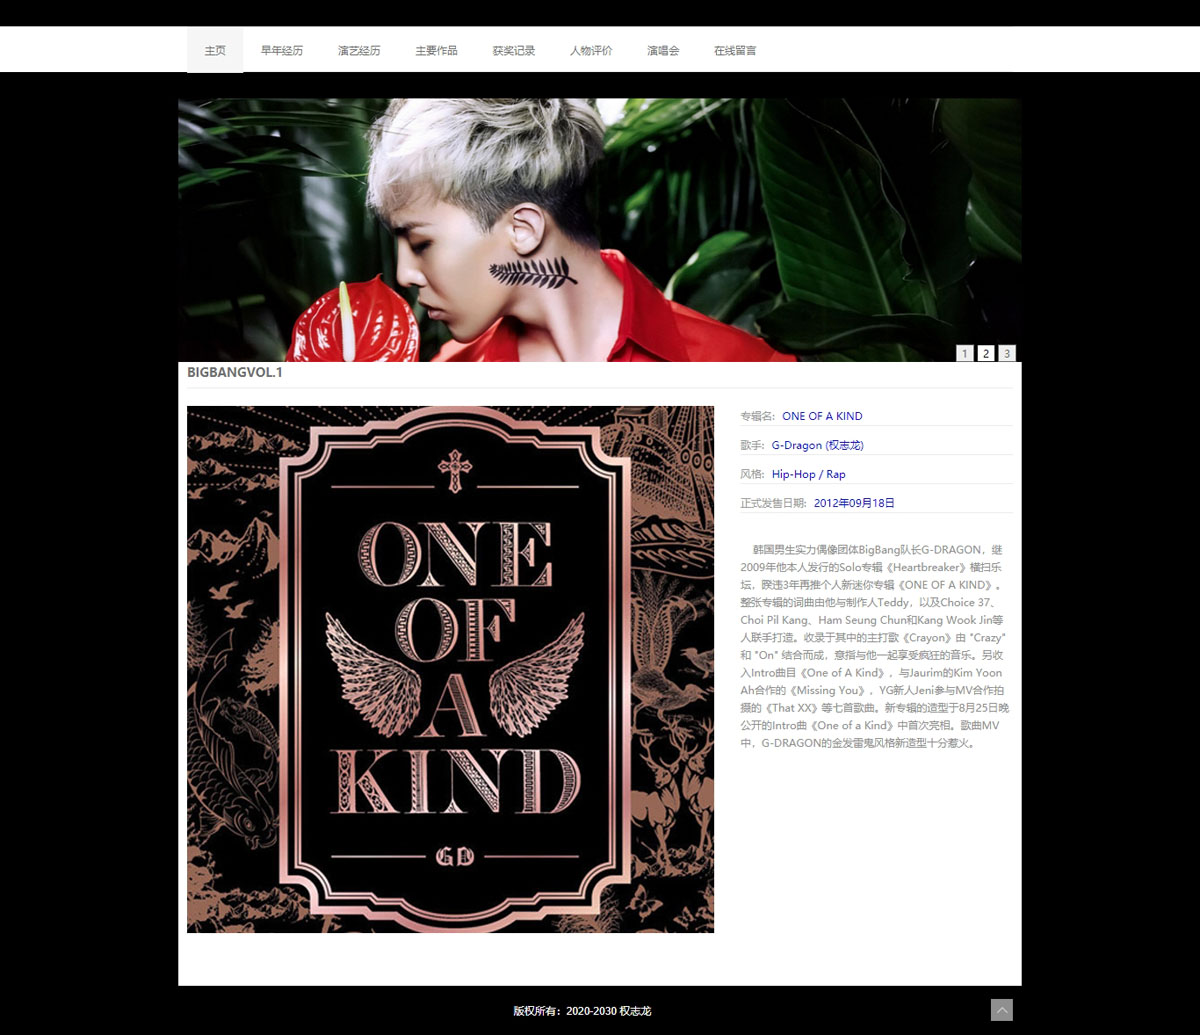 主页 早年经历 演艺经历 主要作品 获奖记录 人物评价 演唱会 在线留言
1 2 3
BIGBANGVOL.1
ONE
OF
A
KIND
GD
专辑名: ONE OF A KIND
歌手: G-Dragon (权志龙)
风格: Hip-Hop / Rap
正式发售日期: 2012年09月18日
韩国男生实力偶像团体BigBang队长G-DRAGON，继
2009年他本人发行的Solo专辑《Heartbreaker》横扫乐
坛，睽违3年再推个人新迷你专辑《ONE OF A KIND》。
整张专辑的词曲由他与制作人Teddy，以及Choice 37、
Choi Pil Kang、Ham Seung Chun和Kang Wook Jin等
人联手打造。收录于其中的主打歌《Crayon》由 "Crazy"
和 "On" 结合而成，意指与他一起享受疯狂的音乐。另收
入Intro曲目《One of A Kind》，与Jaurim的Kim Yoon
Ah合作的《Missing You》，YG新人Jeni参与MV合作拍
摄的《That XX》等七首歌曲。新专辑的造型于8月25日晚
公开的Intro曲《One of a Kind》中首次亮相。歌曲MV
中，G-DRAGON的金发雷鬼风格新造型十分惹火。
版权所有：2020-2030 权志龙